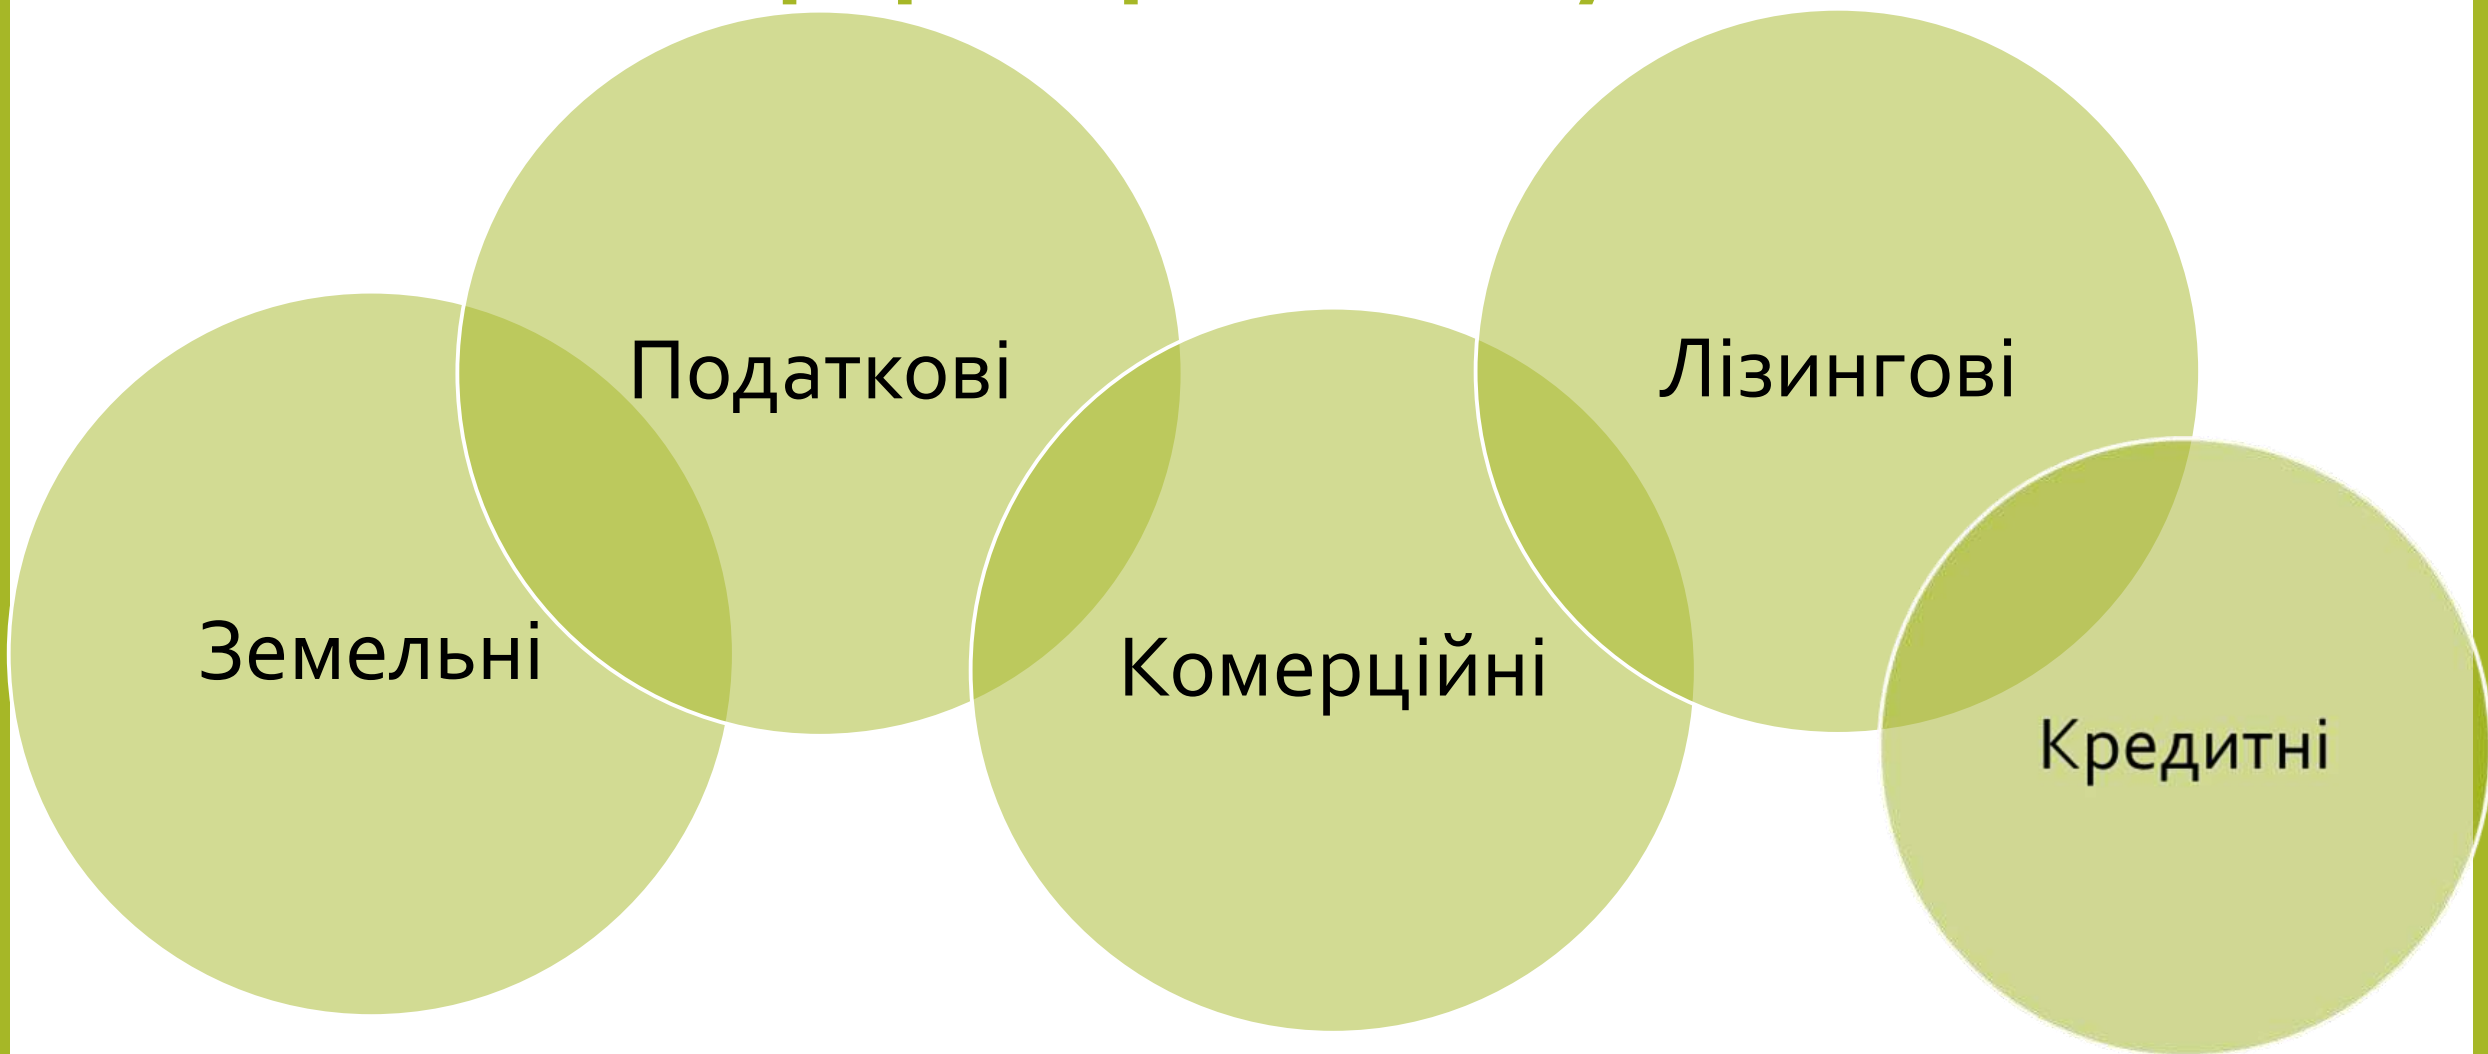 Податкові
Лізингові
Земельні
Комерційні
Кредитні